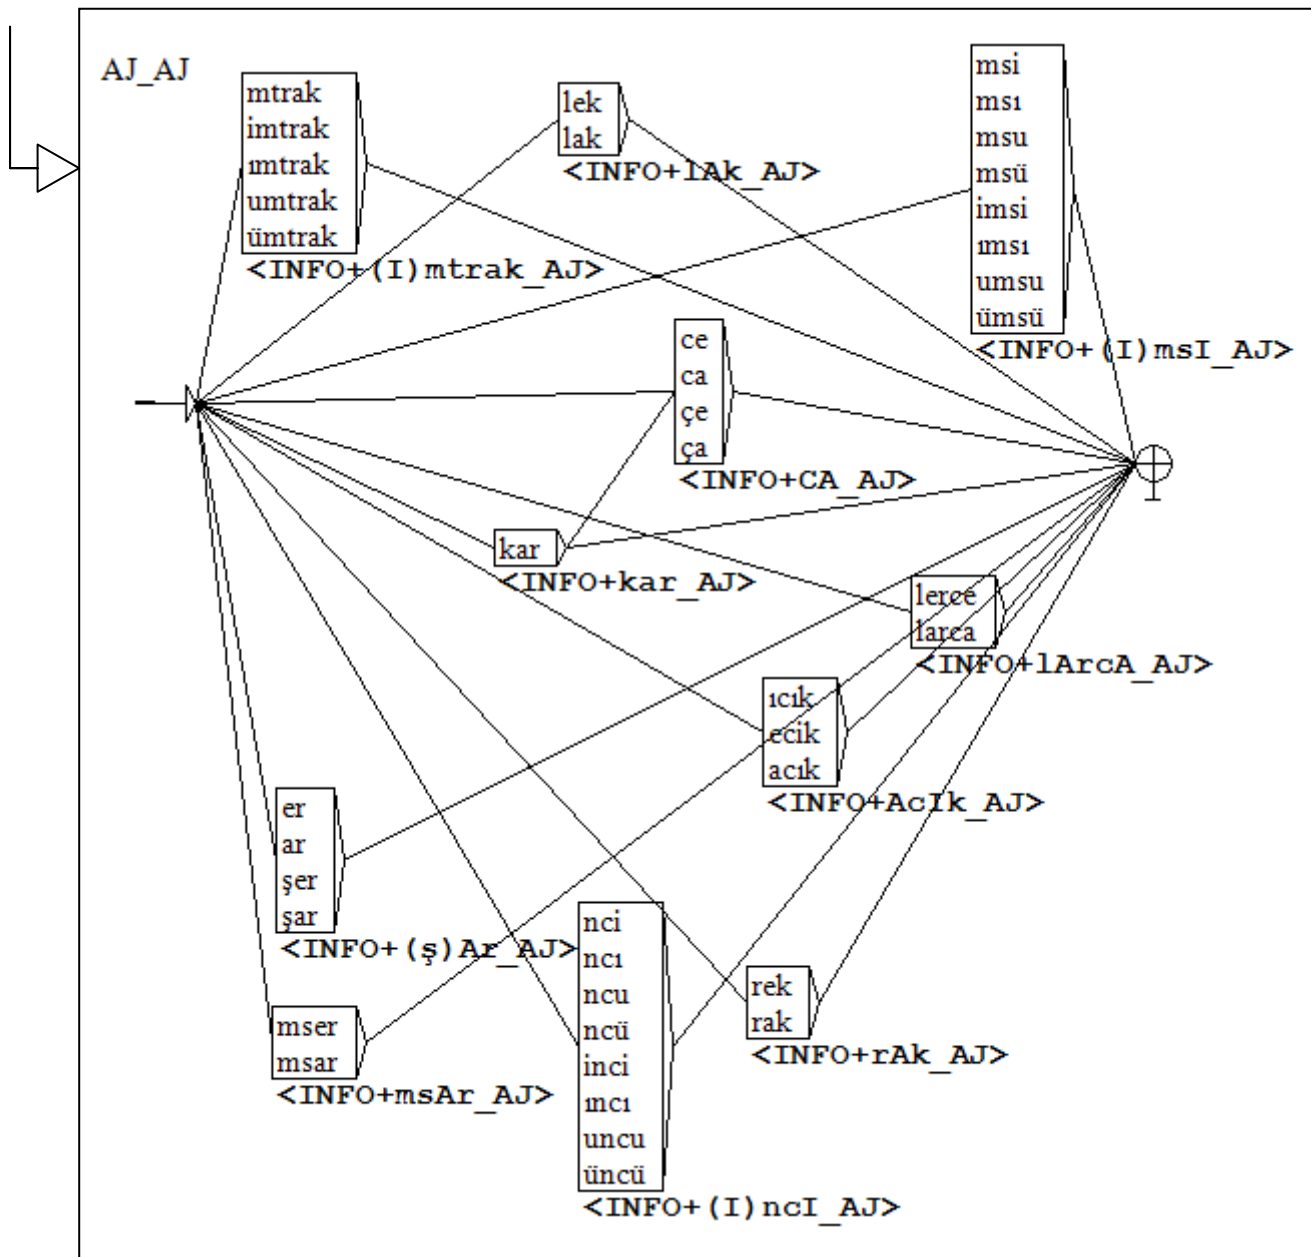 AJ_AJ
mtrak
imtrak
ımtrak
umtrak
ümtrak
<INFO+(I)mtrak_AJ>
lek
lak
<INFO+lAk_AJ>
msi
msı
msu
msü
imsi
ımsı
umsu
ümsü
<INFO+(I)msI_AJ>
ce
ca
çe
ça
<INFO+CA_AJ>
kar
<INFO+kar_AJ>
lerce
larca
<INFO+lArcA_AJ>
ıcık
ecik
acık
<INFO+AcIk_AJ>
er
ar
şer
şar
<INFO+(ş)Ar_AJ>
mser
msar
<INFO+msAr_AJ>
nci
ncı
ncu
ncü
inci
ıncı
uncu
üncü
<INFO+(I)ncI_AJ>
rek
rak
<INFO+rAk_AJ>